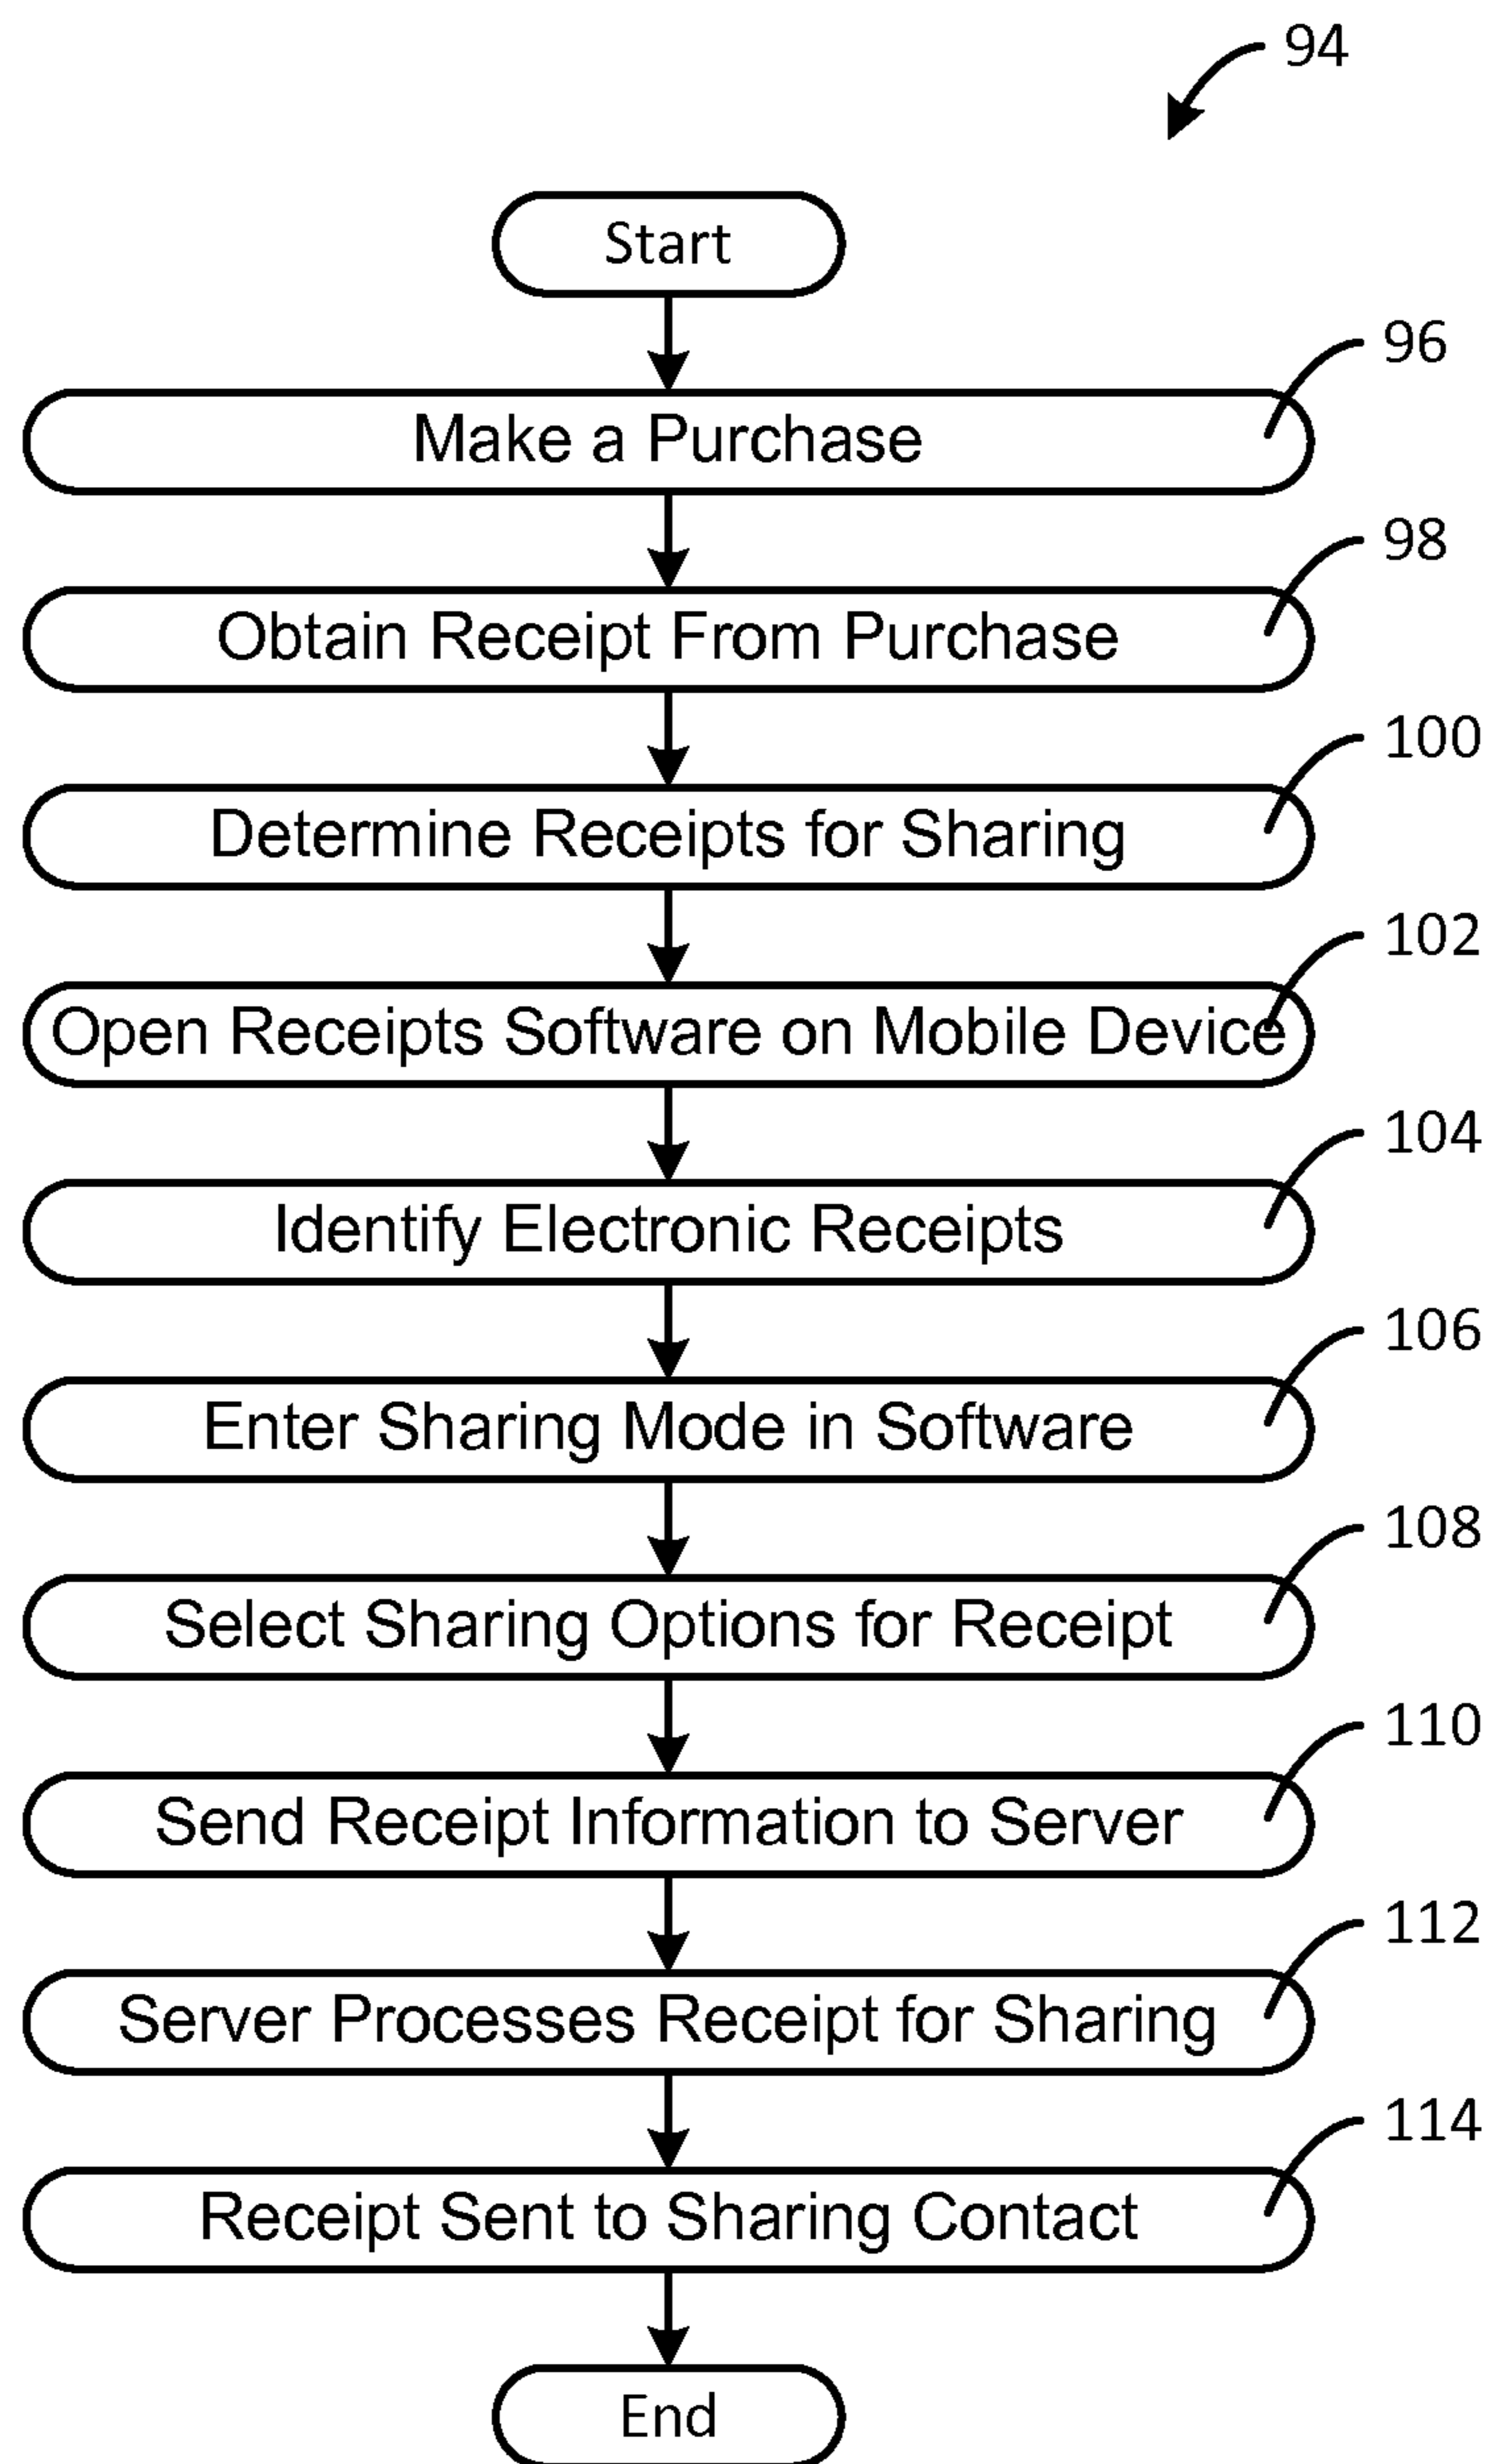 94
Start
96
Make a Purchase
98
Obtain Receipt From Purchase
100
Determine Receipts for Sharing
102
Open Receipts Software on Mobile Device
104
Identify Electronic Receipts
106
Enter Sharing Mode in Software
108
Select Sharing Options for Receipt
110
Send Receipt Information to Server
112
Server Processes Receipt for Sharing
114
Receipt Sent to Sharing Contact
End